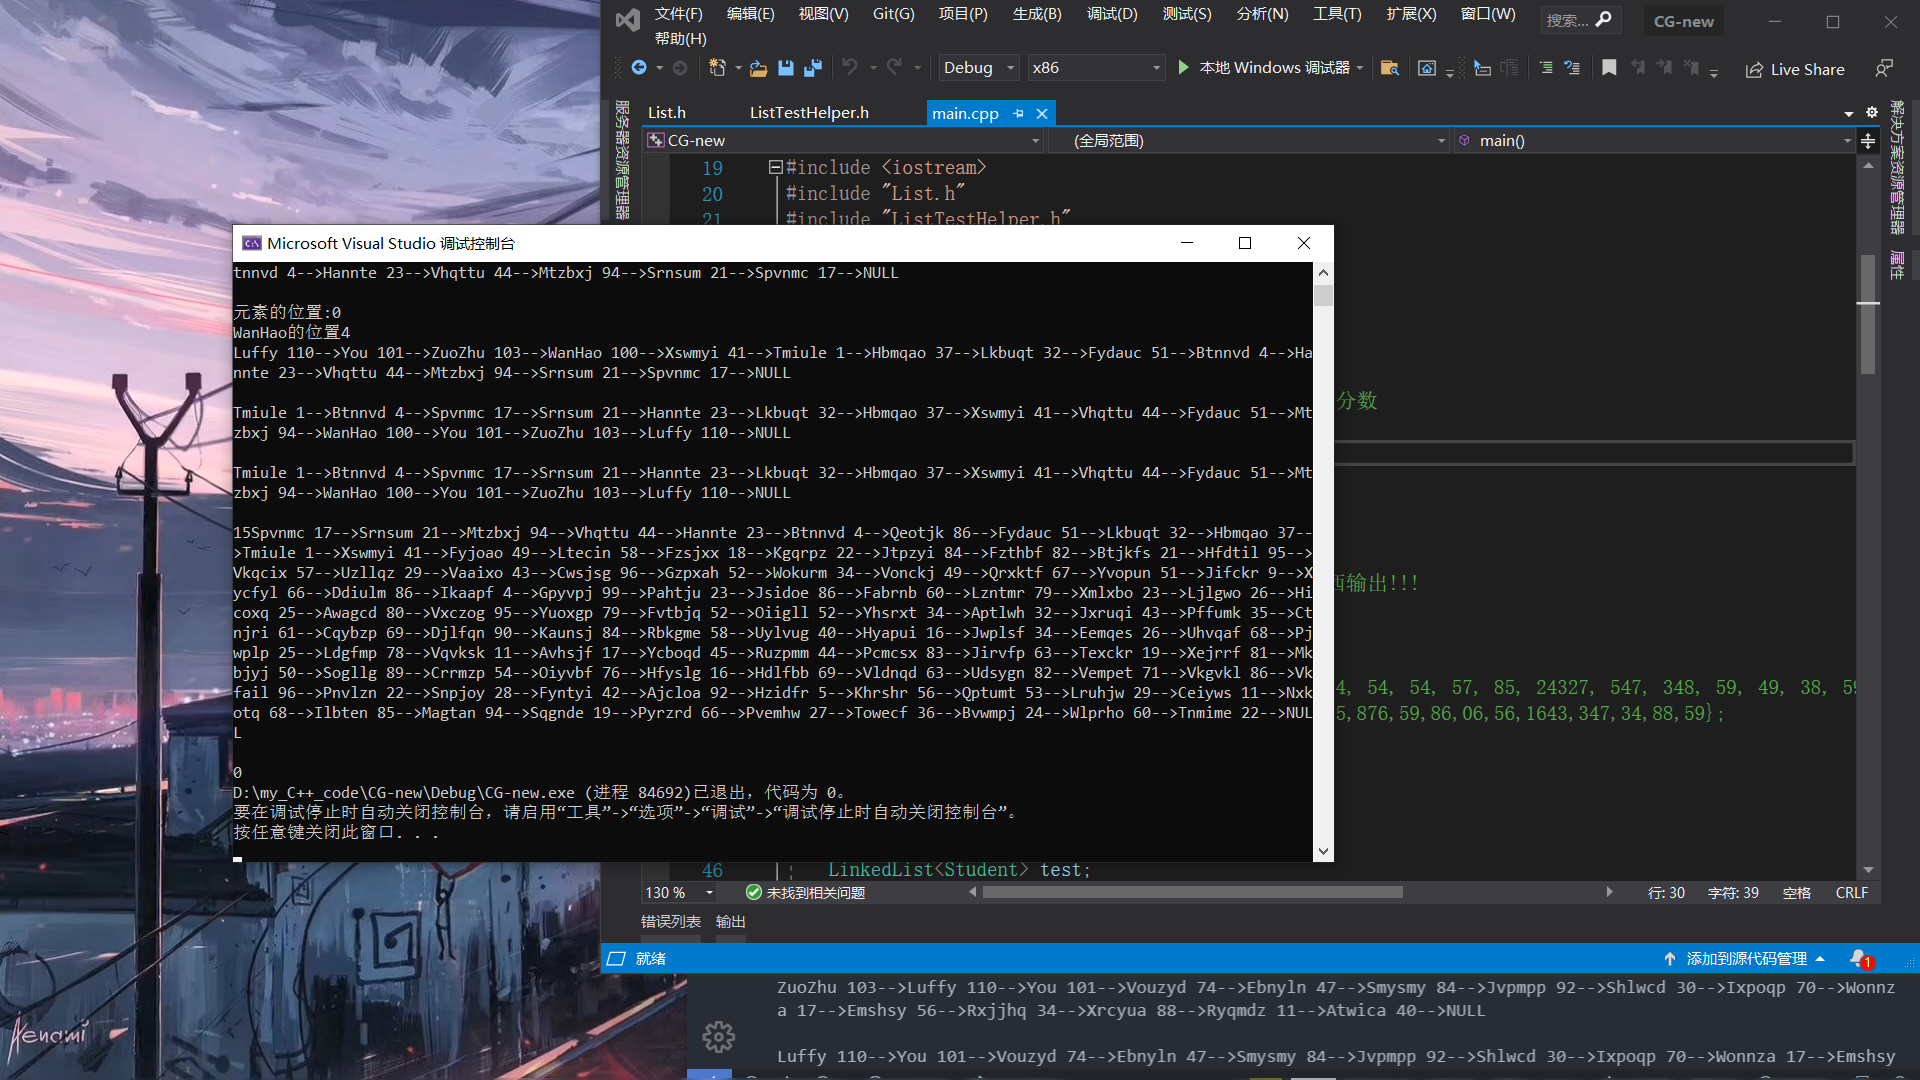 文件(F) 编辑(E) 视图(V) Git(G) 项目(P) 生成(B) 调试(D) 测试(S) 分析(N) 工具(T) 扩展(X) 窗口(W) 搜索... CG-new
帮助(H)
Debug x86 本地 Windows 调试器 Live Share
服务器资源管理器
List.h ListTestHelper.h main.cpp
解决方案资源管理器
属性
CG-new (全局范围) main()
19 #include <iostream>
20 #include "List.h"
21 #include "ListTestHelper.h"
Microsoft Visual Studio 调试控制台
tnnvd 4-->Hannte 23-->Vhqttu 44-->Mtzbxj 94-->Srnsum 21-->Spvnmc 17-->NULL
元素的位置:0
WanHao的位置4
Luffy 110-->You 101-->ZuoZhu 103-->WanHao 100-->Xswmyi 41-->Tmiule 1-->Hbmqao 37-->Lkbuqt 32-->Fydauc 51-->Btnnvd 4-->Ha
nnte 23-->Vhqttu 44-->Mtzbxj 94-->Srnsum 21-->Spvnmc 17-->NULL
Tmiule 1-->Btnnvd 4-->Spvnmc 17-->Srnsum 21-->Hannte 23-->Lkbuqt 32-->Hbmqao 37-->Xswmyi 41-->Vhqttu 44-->Fydauc 51-->Mt
zbxj 94-->WanHao 100-->You 101-->ZuoZhu 103-->Luffy 110-->NULL
Tmiule 1-->Btnnvd 4-->Spvnmc 17-->Srnsum 21-->Hannte 23-->Lkbuqt 32-->Hbmqao 37-->Xswmyi 41-->Vhqttu 44-->Fydauc 51-->Mt
zbxj 94-->WanHao 100-->You 101-->ZuoZhu 103-->Luffy 110-->NULL
15Spvnmc 17-->Srnsum 21-->Mtzbxj 94-->Vhqttu 44-->Hannte 23-->Btnnvd 4-->Qeotjk 86-->Fydauc 51-->Lkbuqt 32-->Hbmqao 37--
>Tmiule 1-->Xswmyi 41-->Fyjoao 49-->Ltecin 58-->Fzsjxx 18-->Kgqrpz 22-->Jtpzyi 84-->Fzthbf 82-->Btjkfs 21-->Hfdtil 95-->
Vkqcix 57-->Uzllqz 29-->Vaaixo 43-->Cwsjsg 96-->Gzpxah 52-->Wokurm 34-->Vonckj 49-->Qrxktf 67-->Yvopun 51-->Jifckr 9-->X
ycfyl 66-->Ddiulm 86-->Ikaapf 4-->Gpyvpj 99-->Pahtju 23-->Jsidoe 86-->Fabrnb 60-->Lzntmr 79-->Xmlxbo 23-->Ljlgwo 26-->Hi
coxq 25-->Awagcd 80-->Vxczog 95-->Yuoxgp 79-->Fvtbjq 52-->Oiigll 52-->Yhsrxt 34-->Aptlwh 32-->Jxruqi 43-->Pffumk 35-->Ct
njri 61-->Cqybzp 69-->Djlfqn 90-->Kaunsj 84-->Rbkgme 58-->Uylvug 40-->Hyapui 16-->Jwplsf 34-->Eemqes 26-->Uhvqaf 68-->Pj
wplp 25-->Ldgfmp 78-->Vqvksk 11-->Avhsjf 17-->Ycboqd 45-->Ruzpmm 44-->Pcmcsx 83-->Jirvfp 63-->Texckr 19-->Xejrrf 81-->Mk
bjyj 50-->Sogllg 89-->Crrmzp 54-->Oiyvbf 76-->Hfyslg 16-->Hdlfbb 69-->Vldnqd 63-->Udsygn 82-->Vempet 71-->Vkgvkl 86-->Vk
fail 96-->Pnvlzn 22-->Snpjoy 28-->Fyntyi 42-->Ajcloa 92-->Hzidfr 5-->Khrshr 56-->Qptumt 53-->Lruhjw 29-->Ceiyws 11-->Nxk
otq 68-->Ilbten 85-->Magtan 94-->Sqgnde 19-->Pyrzrd 66-->Pvemhw 27-->Towecf 36-->Bvwmpj 24-->Wlprho 60-->Tnmime 22-->NUL
L
0
D:\my_C++_code\CG-new\Debug\CG-new.exe (进程 84692)已退出，代码为 0。
要在调试停止时自动关闭控制台，请启用“工具”->“选项”->“调试”->“调试停止时自动关闭控制台”。
按任意键关闭此窗口. . .
分数
输出!!!
4, 54, 54, 57, 85, 24327, 547, 348, 59, 49, 38, 59
5,876,59,86,06,56,1643,347,34,88,59};
46 LinkedList<Student> test;
130 % 未找到相关问题 行: 30 字符: 39 空格 CRLF
错误列表 输出
就绪 添加到源代码管理 1
ZuoZhu 103-->Luffy 110-->You 101-->Vouzyd 74-->Ebnyln 47-->Smysmy 84-->Jvpmpp 92-->Shlwcd 30-->Ixpoqp 70-->Wonnz
a 17-->Emshsy 56-->Rxjjhq 34-->Xrcyua 88-->Ryqmdz 11-->Atwica 40-->NULL
Luffy 110-->You 101-->Vouzyd 74-->Ebnyln 47-->Smysmy 84-->Jvpmpp 92-->Shlwcd 30-->Ixpoqp 70-->Wonnza 17-->Emshsy
Aenami